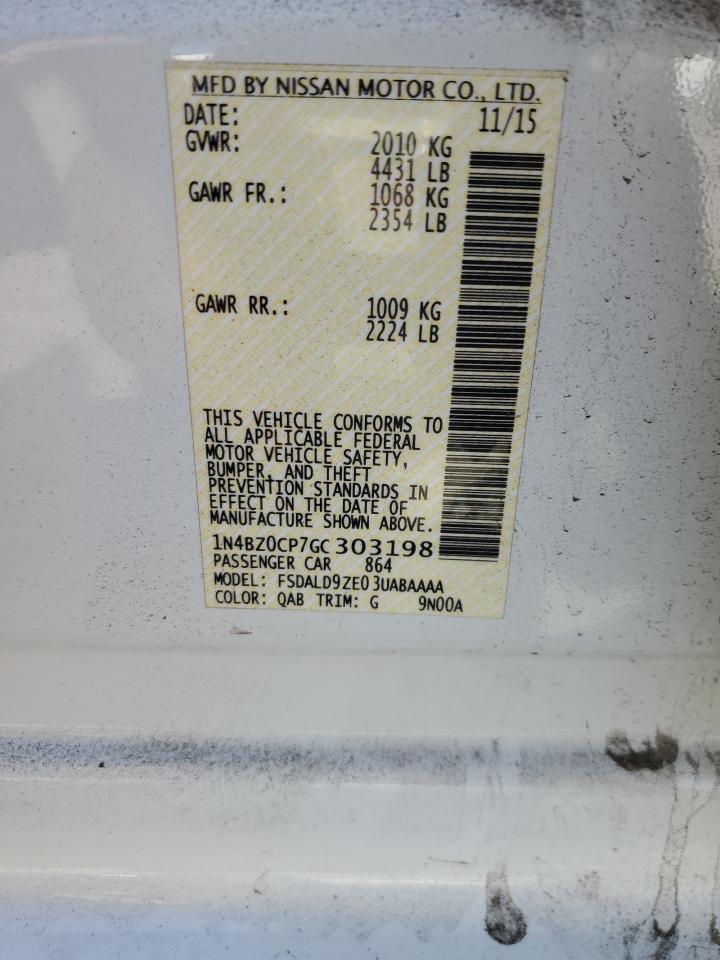 MFD BY NISSAN MOTOR CO., LTD.
DATE: 11/15
GVWR: 2010 KG
4431 LB
GAWR FR.: 1068 KG
2354 LB
GAWR RR.: 1009 KG
2224 LB
THIS VEHICLE CONFORMS TO
ALL APPLICABLE FEDERAL
MOTOR VEHICLE SAFETY,
BUMPER, AND THEFT
PREVENTION STANDARDS IN
EFFECT ON THE DATE OF
MANUFACTURE SHOWN ABOVE.
1N4BZ0CP7GC303198
PASSENGER CAR 864
MODEL: FSDALD9ZE03UABAAAA
COLOR: QAB TRIM: G 9N00A